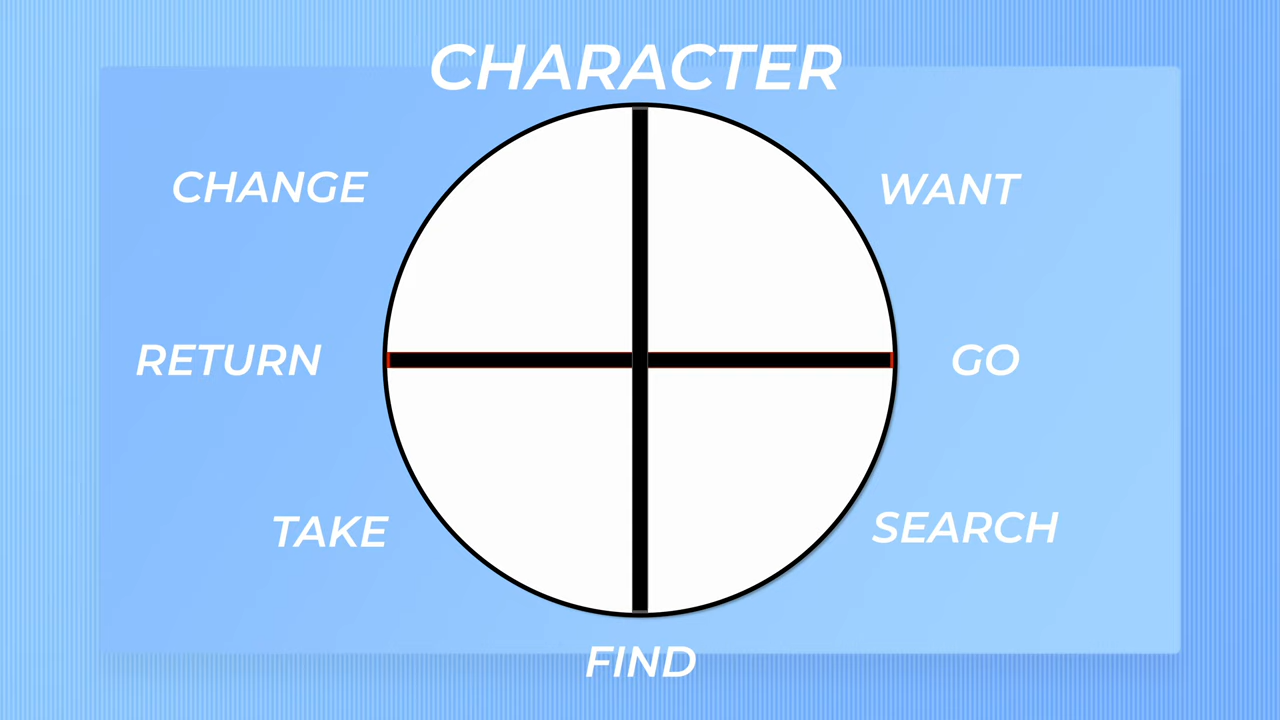 CHARACTER
CHANGE
WANT
RETURN
GO
TAKE
SEARCH
FIND